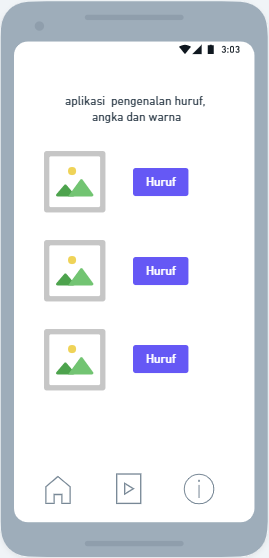 3:03
aplikasi pengenalan huruf,
angka dan warna
Huruf
Huruf
Huruf